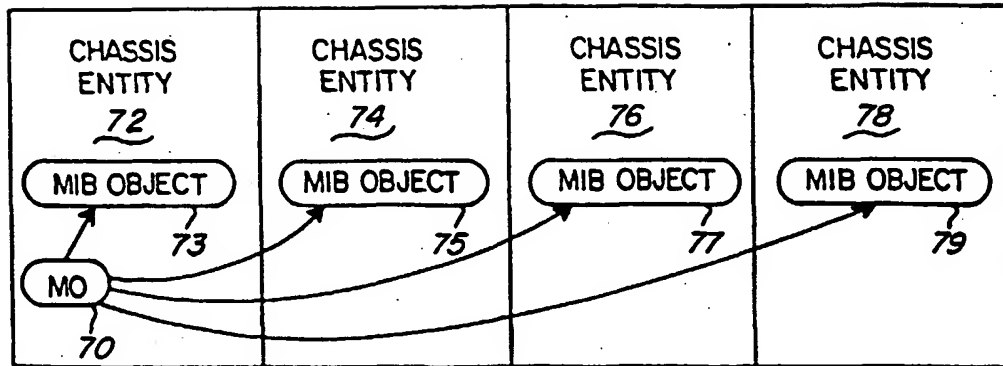 CHASSIS ENTITY 72
MIB OBJECT
73
MO
70
CHASSIS ENTITY 74
MIB OBJECT
75
CHASSIS ENTITY 76
MIB OBJECT
77
CHASSIS ENTITY 78
MIB OBJECT
79